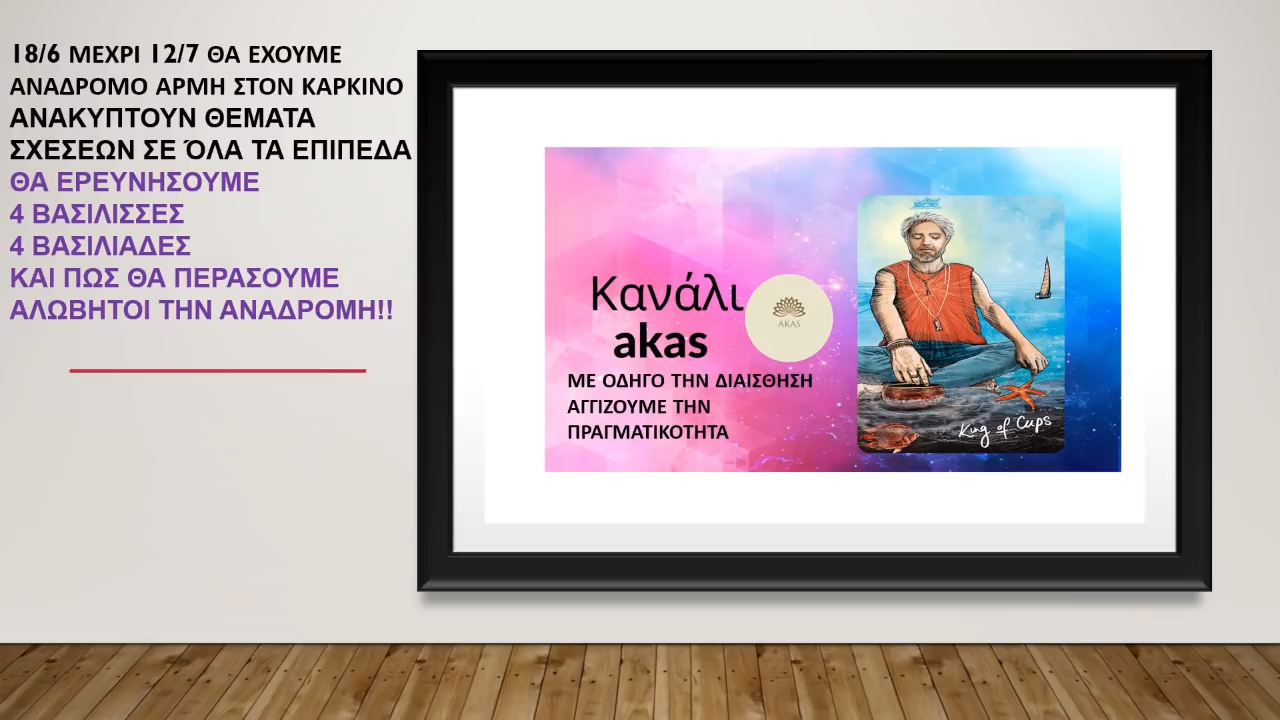 18/6 ΜΕΧΡΙ 12/7 ΘΑ ΕΧΟΥΜΕ
ΑΝΑΔΡΟΜΟ ΑΡΜΗ ΣΤΟΝ ΚΑΡΚΙΝΟ
ΑΝΑΚΥΠΤΟΥΝ ΘΕΜΑΤΑ
ΣΧΕΣΕΩΝ ΣΕ ΌΛΑ ΤΑ ΕΠΙΠΕΔΑ
ΘΑ ΕΡΕΥΝΗΣΟΥΜΕ
4 ΒΑΣΙΛΙΣΣΕΣ
4 ΒΑΣΙΛΙΑΔΕΣ
ΚΑΙ ΠΩΣ ΘΑ ΠΕΡΑΣΟΥΜΕ
ΑΛΩΒΗΤΟΙ ΤΗΝ ΑΝΑΔΡΟΜΗ!!
Κανάλι
akas
AKAS
ΜΕ ΟΔΗΓΟ ΤΗΝ ΔΙΑΙΣΘΗΣΗ
ΑΓΓΙΖΟΥΜΕ ΤΗΝ
ΠΡΑΓΜΑΤΙΚΟΤΗΤΑ
King of Cups